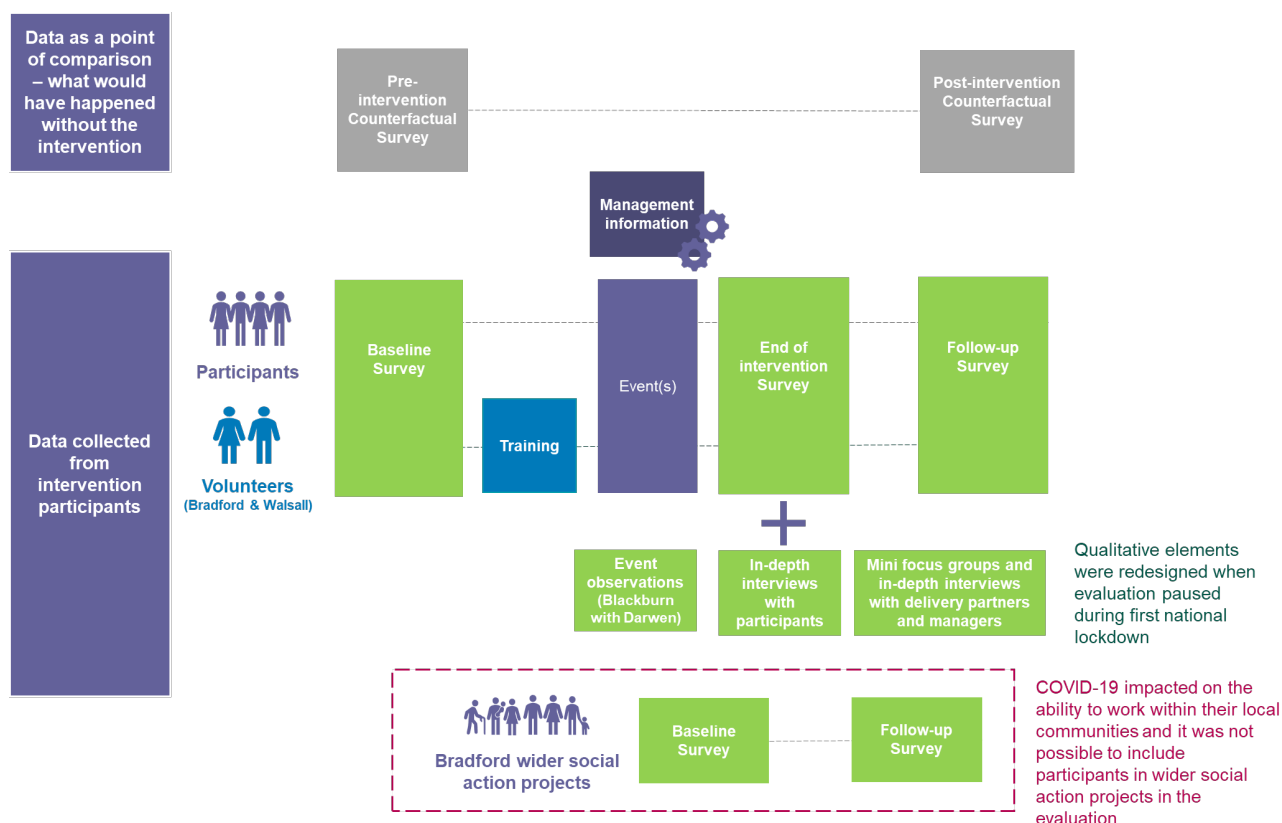 Data as a point
of comparison
– what would
have happened
without the
intervention
Pre-
intervention
Counterfactual
Survey
Post-intervention
Counterfactual
Survey
Management
information
Data collected
from
intervention
participants
Participants
Volunteers
(Bradford & Walsall)
Baseline
Survey
Training
Event(s)
End of
intervention
Survey
Follow-up
Survey
Event
observations
(Blackburn
with Darwen)
In-depth
interviews
with
participants
Mini focus groups and
in-depth interviews
with delivery partners
and managers
Qualitative elements
were redesigned when
evaluation paused
during first national
lockdown
Bradford wider social
action projects
Baseline
Survey
Follow-up
Survey
COVID-19 impacted on the
ability to work within their local
communities and it was not
possible to include
participants in wider social
action projects in the
evaluation